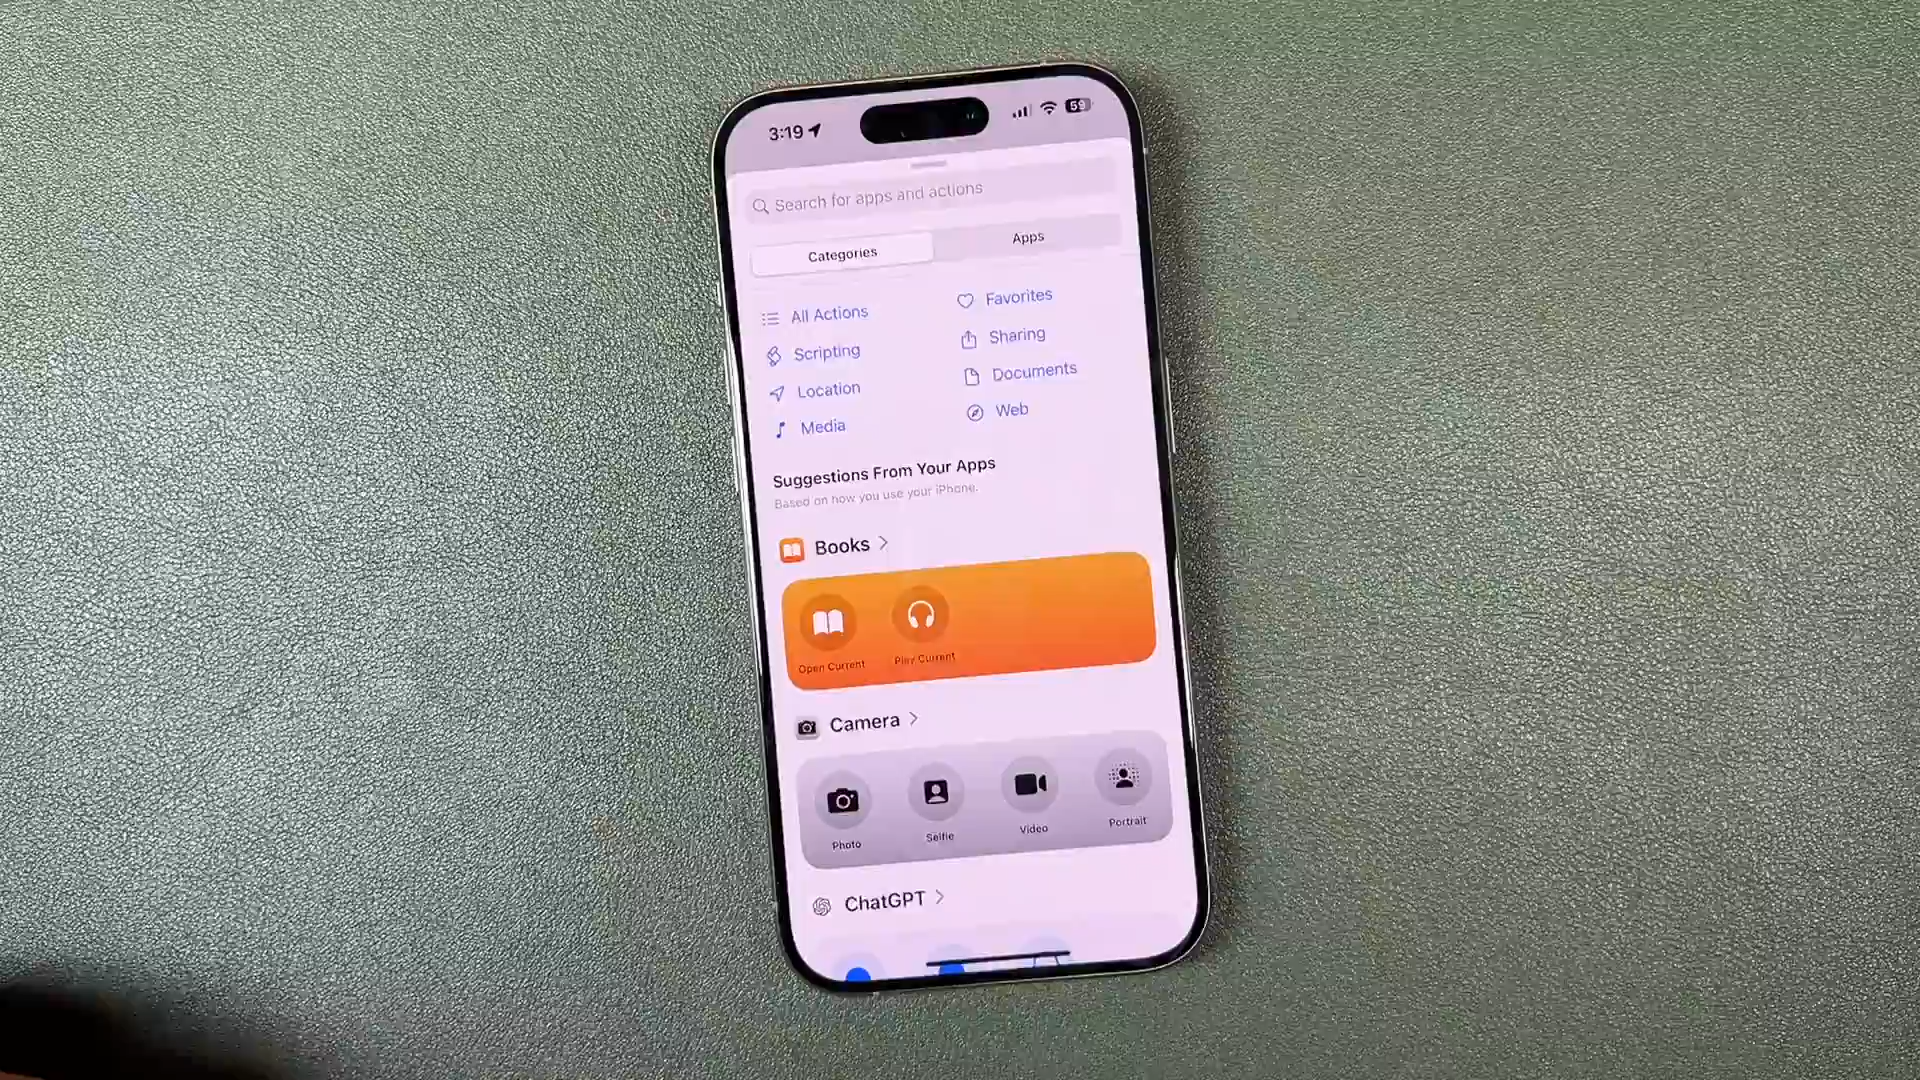 3:19
59
Search for apps and actions
Categories
Apps
All Actions
Favorites
Scripting
Sharing
Location
Documents
Media
Web
Suggestions From Your Apps
Based on how you use your iPhone.
Books
Open Current
Play Current
Camera
Photo
Selfie
Video
Portrait
ChatGPT